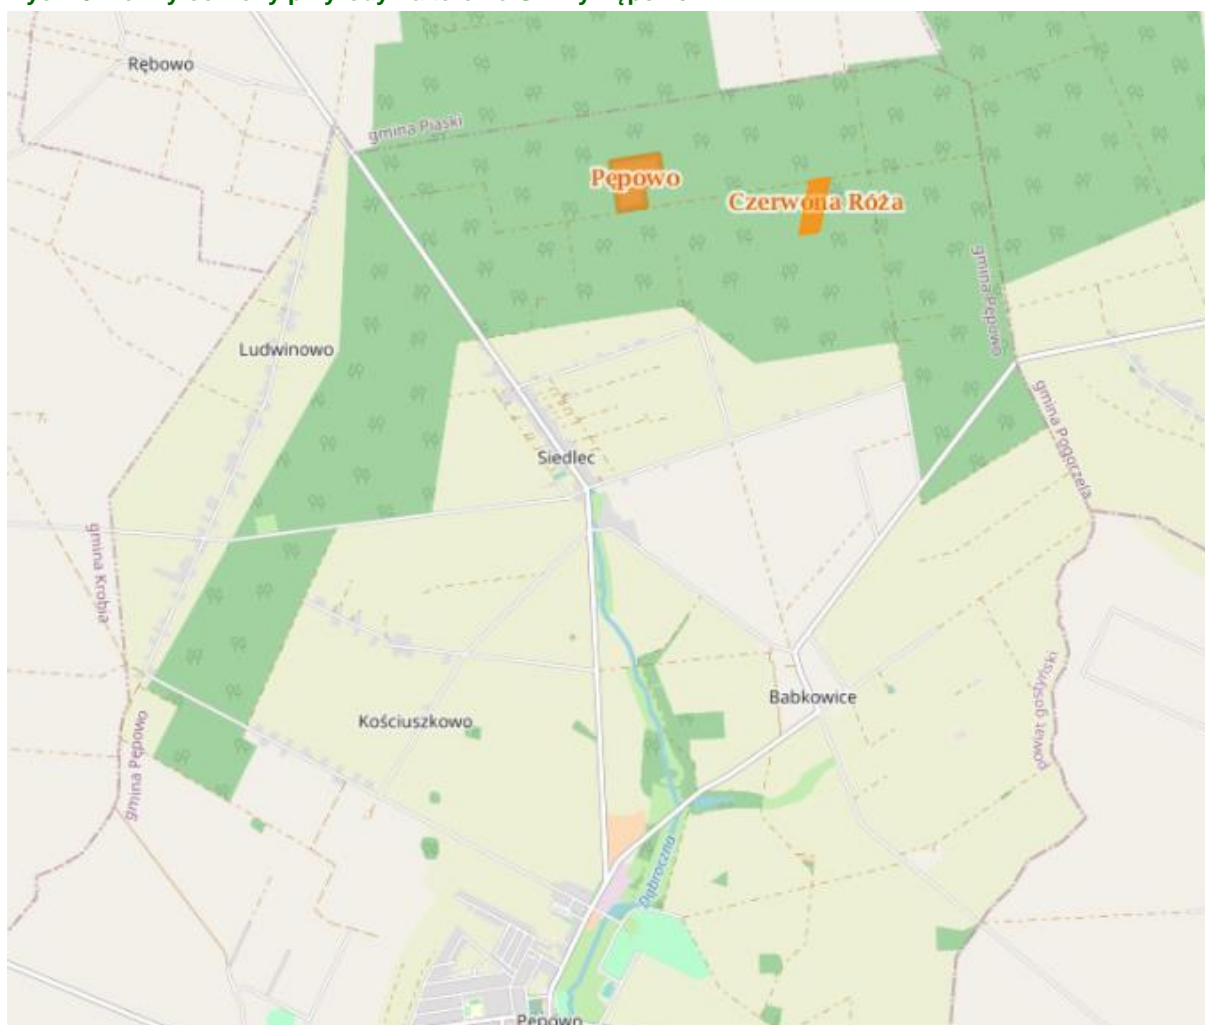 Rębowo
gmina Piaski
Pępowo
Czerwona Róża
gmina Pępowo
Ludwinowo
gmina Pogorzela
Siedlec
gmina Krobia
powiat gostyński
Babkowice
Kościuszkowo
gmina Pępowo
Dąbroczna
Pępowo